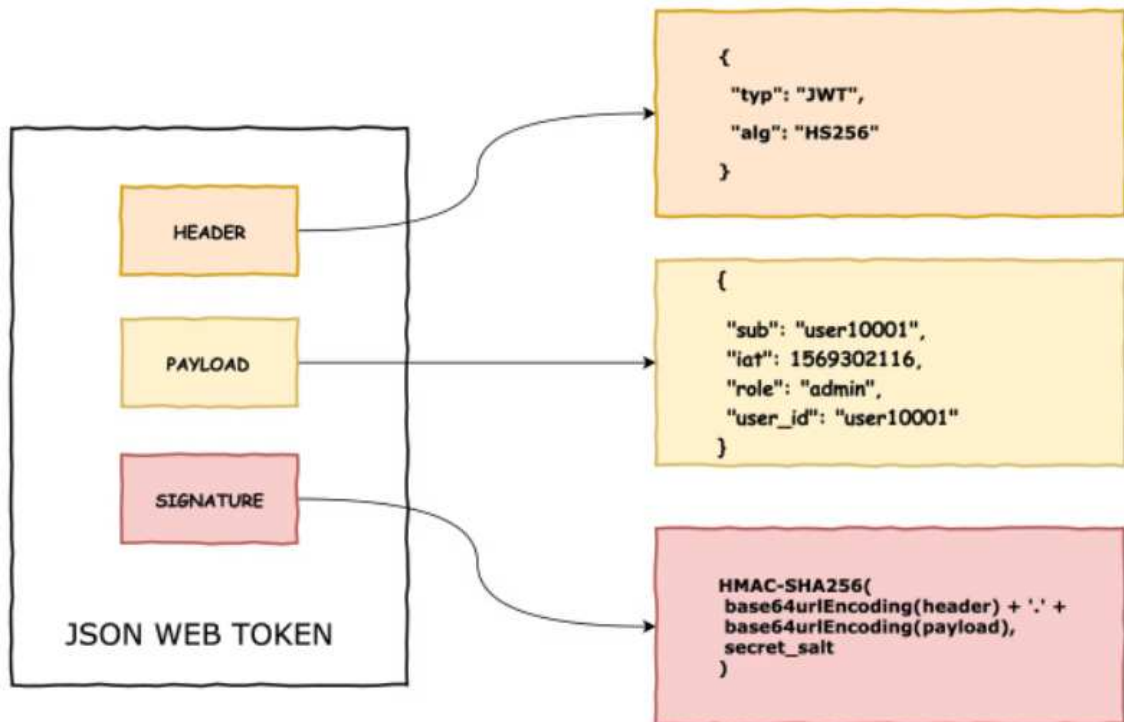 HEADER
PAYLOAD
SIGNATURE
JSON WEB TOKEN
{
"typ": "JWT",
"alg": "HS256"
}
{
"sub": "user10001",
"iat": 1569302116,
"role": "admin",
"user_id": "user10001"
}
HMAC-SHA256(
base64urlEncoding(header) + '.' +
base64urlEncoding(payload),
secret_salt
)